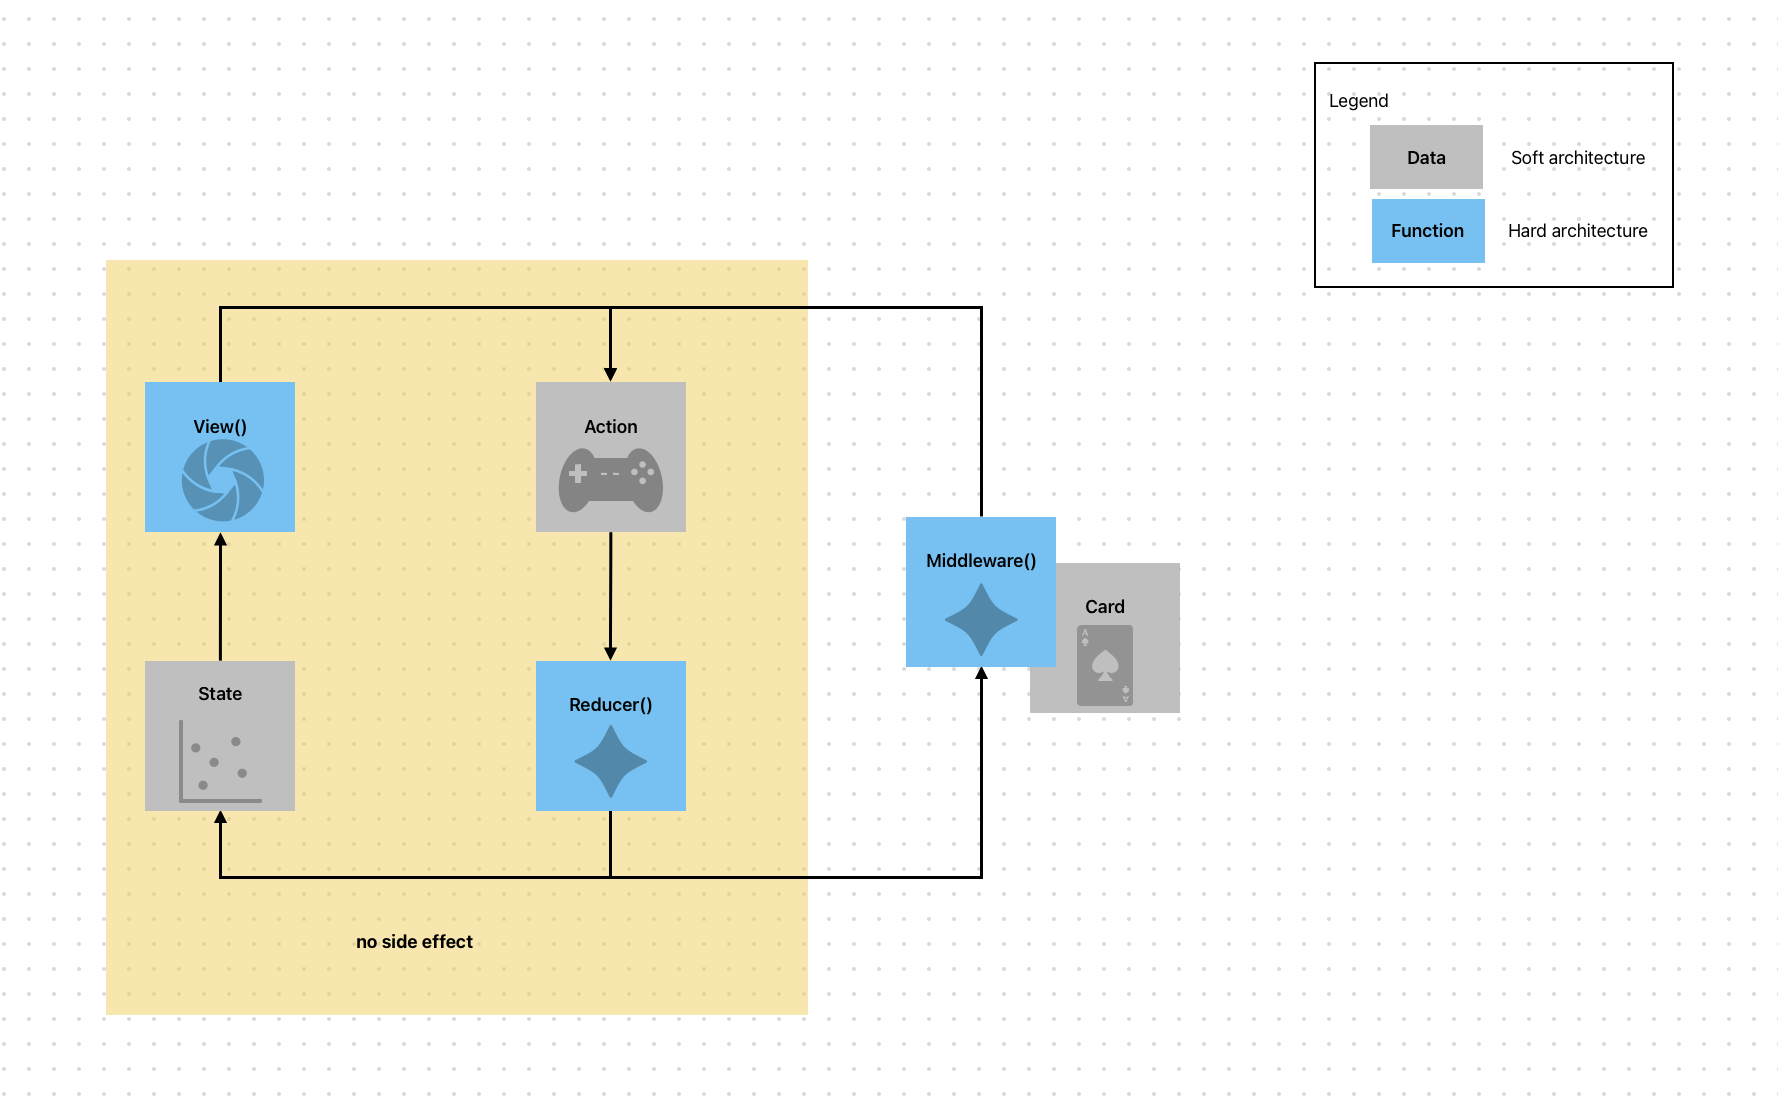 Legend
Data
Soft architecture
Function
Hard architecture
View()
Action
Middleware()
Card
A
A
State
Reducer()
no side effect